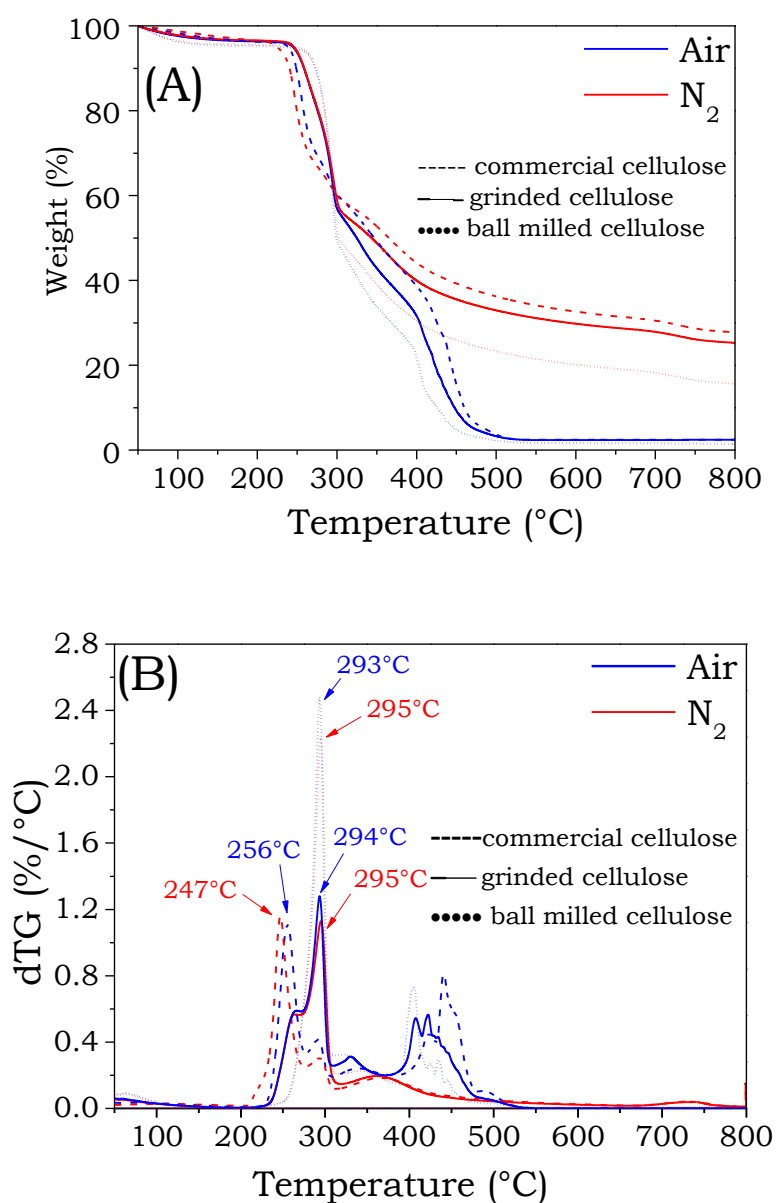 (A)
Air
N2
commercial cellulose
grinded cellulose
ball milled cellulose
Weight (%)
100
80
60
40
20
0
100 200 300 400 500 600 700 800
Temperature (°C)
(B)
Air
N2
293°C
295°C
256°C
294°C
247°C
295°C
commercial cellulose
grinded cellulose
ball milled cellulose
dTG (%/°C)
2.8
2.4
2.0
1.6
1.2
0.8
0.4
0.0
100 200 300 400 500 600 700 800
Temperature (°C)